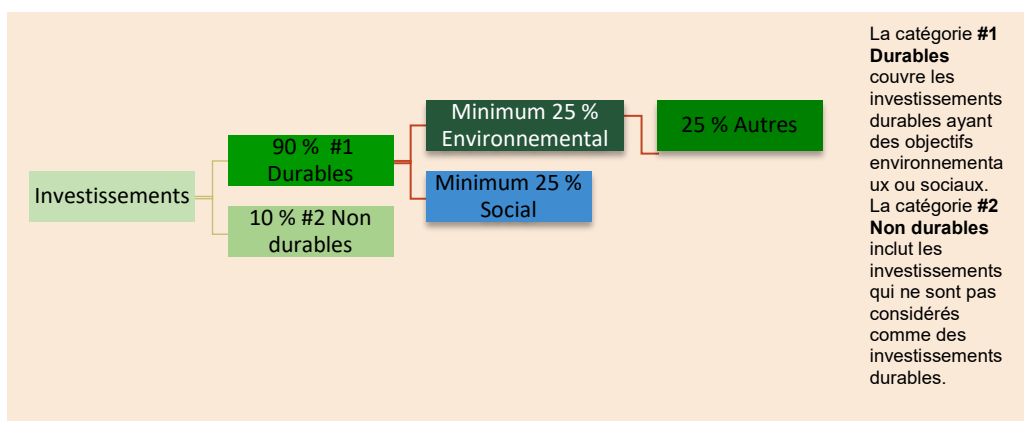 Investissements
90 %  #1
Durables
10 % #2 Non
durables
Minimum 25 %
Environnemental
Minimum 25 %
Social
25 % Autres
La catégorie #1
Durables
couvre les
investissements
durables ayant
des objectifs
environnementa
ux ou sociaux.
La catégorie #2
Non durables
inclut les
investissements
qui ne sont pas
considérés
comme des
investissements
durables.